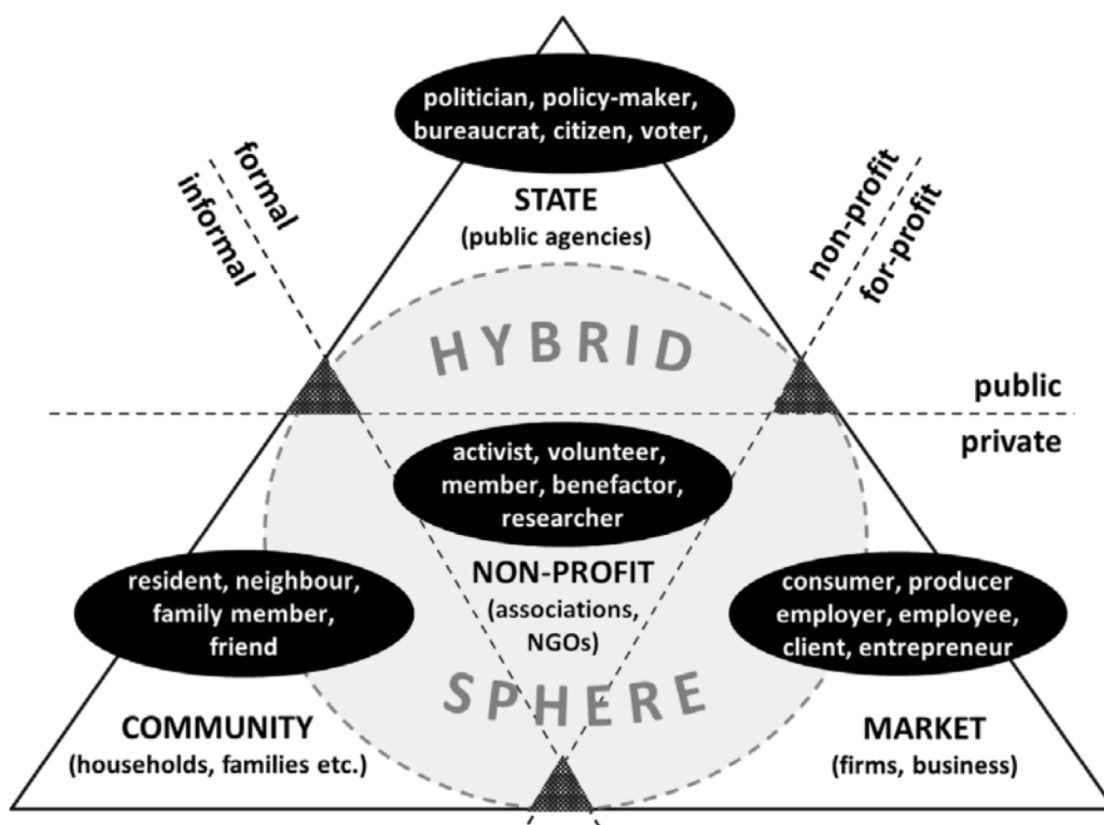 politician, policy-maker,
bureaucrat, citizen, voter,
formal
informal
non-profit
for-profit
STATE
(public agencies)
HYBRID
public
private
activist, volunteer,
member, benefactor,
researcher
NON-PROFIT
(associations,
NGOs)
resident, neighbour,
family member,
friend
consumer, producer
employer, employee,
client, entrepreneur
SPHERE
COMMUNITY
(households, families etc.)
MARKET
(firms, business)